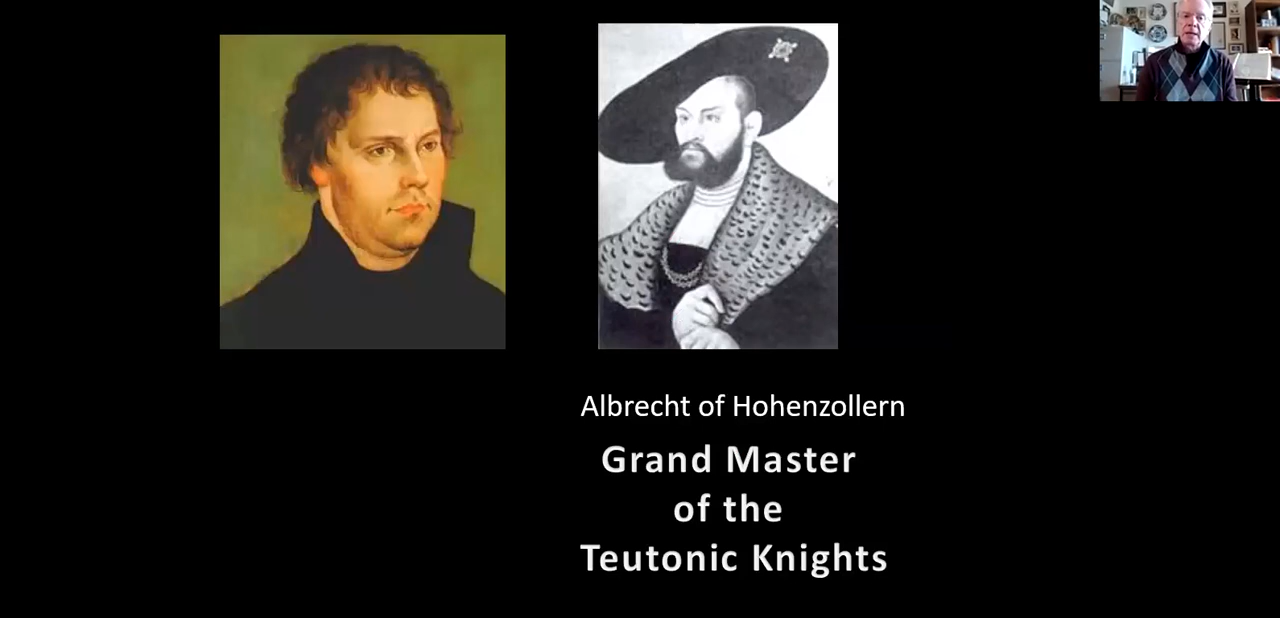 Albrecht of Hohenzollern
Grand Master
of the
Teutonic Knights